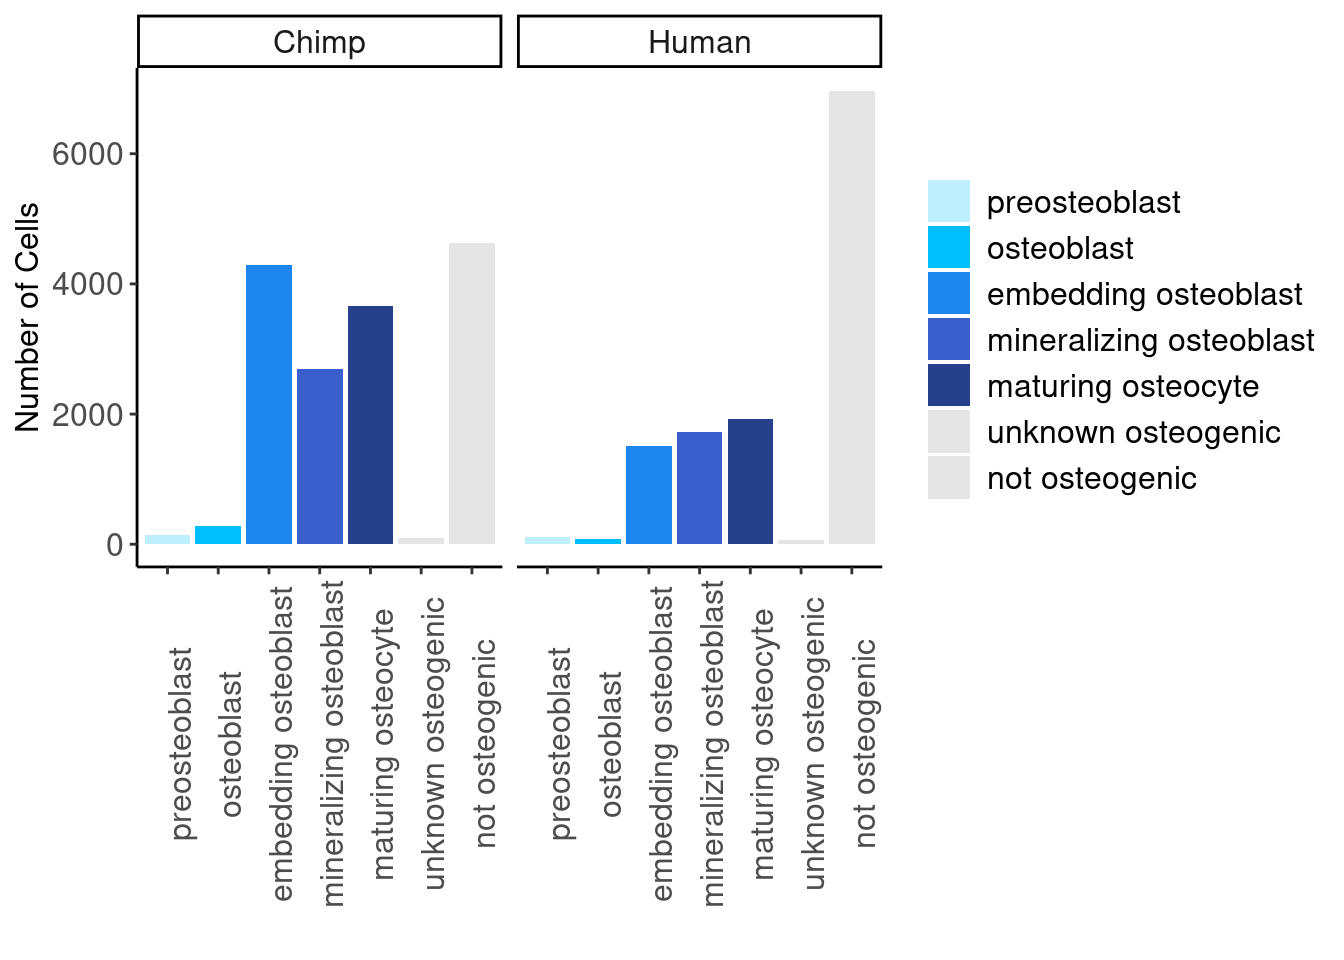 Chimp
Human
Number of Cells
6000
4000
2000
0
preosteoblast
osteoblast
embedding osteoblast
mineralizing osteoblast
maturing osteocyte
unknown osteogenic
not osteogenic
preosteoblast
osteoblast
embedding osteoblast
mineralizing osteoblast
maturing osteocyte
unknown osteogenic
not osteogenic
preosteoblast
osteoblast
embedding osteoblast
mineralizing osteoblast
maturing osteocyte
unknown osteogenic
not osteogenic